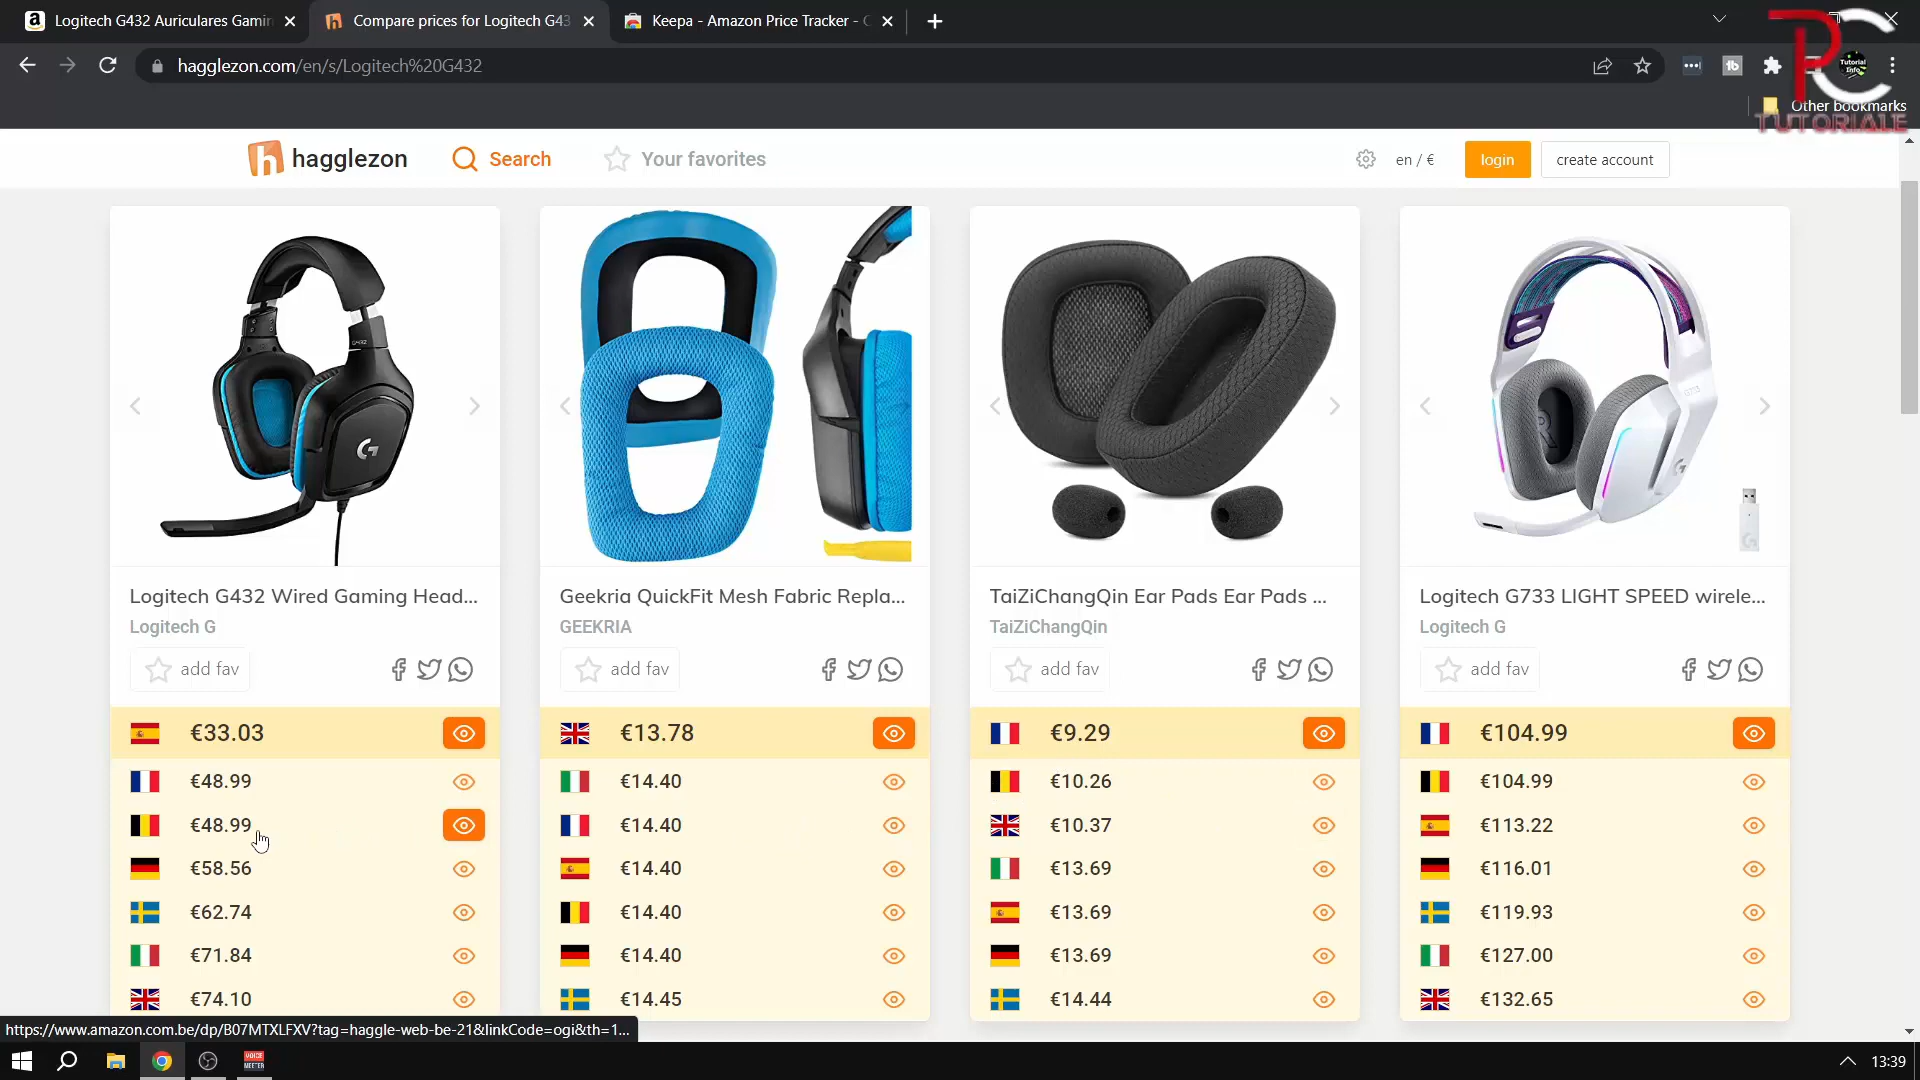 Logitech G432 Auriculares Gamin
Compare prices for Logitech G43
Keepa - Amazon Price Tracker - C
hagglezon.com/en/s/Logitech%20G432
Tutorial
Info
Other bookmarks
PC
TUTORIALE
hagglezon
Search
Your favorites
en / €
login
create account
Logitech G432 Wired Gaming Head...
Logitech G
add fav
€33.03
€48.99
€48.99
€58.56
€62.74
€71.84
€74.10
Geekria QuickFit Mesh Fabric Repla...
GEEKRIA
add fav
€13.78
€14.40
€14.40
€14.40
€14.40
€14.40
€14.45
TaiZiChangQin Ear Pads Ear Pads ...
TaiZiChangQin
add fav
€9.29
€10.26
€10.37
€13.69
€13.69
€13.69
€14.44
Logitech G733 LIGHT SPEED wirele...
Logitech G
add fav
€104.99
€104.99
€113.22
€116.01
€119.93
€127.00
€132.65
https://www.amazon.com.be/dp/B07MTXLFXV?tag=haggle-web-be-21&linkCode=ogi&th=1...
VOICE
MEETER
13:39